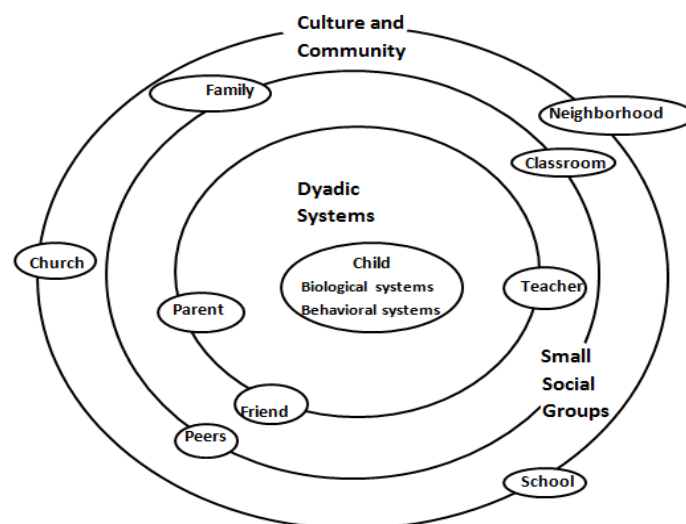 Culture and
Community
Family
Neighborhood
Classroom
Dyadic
Systems
Church
Child
Biological systems
Behavioral systems
Teacher
Parent
Small
Social
Groups
Friend
Peers
School